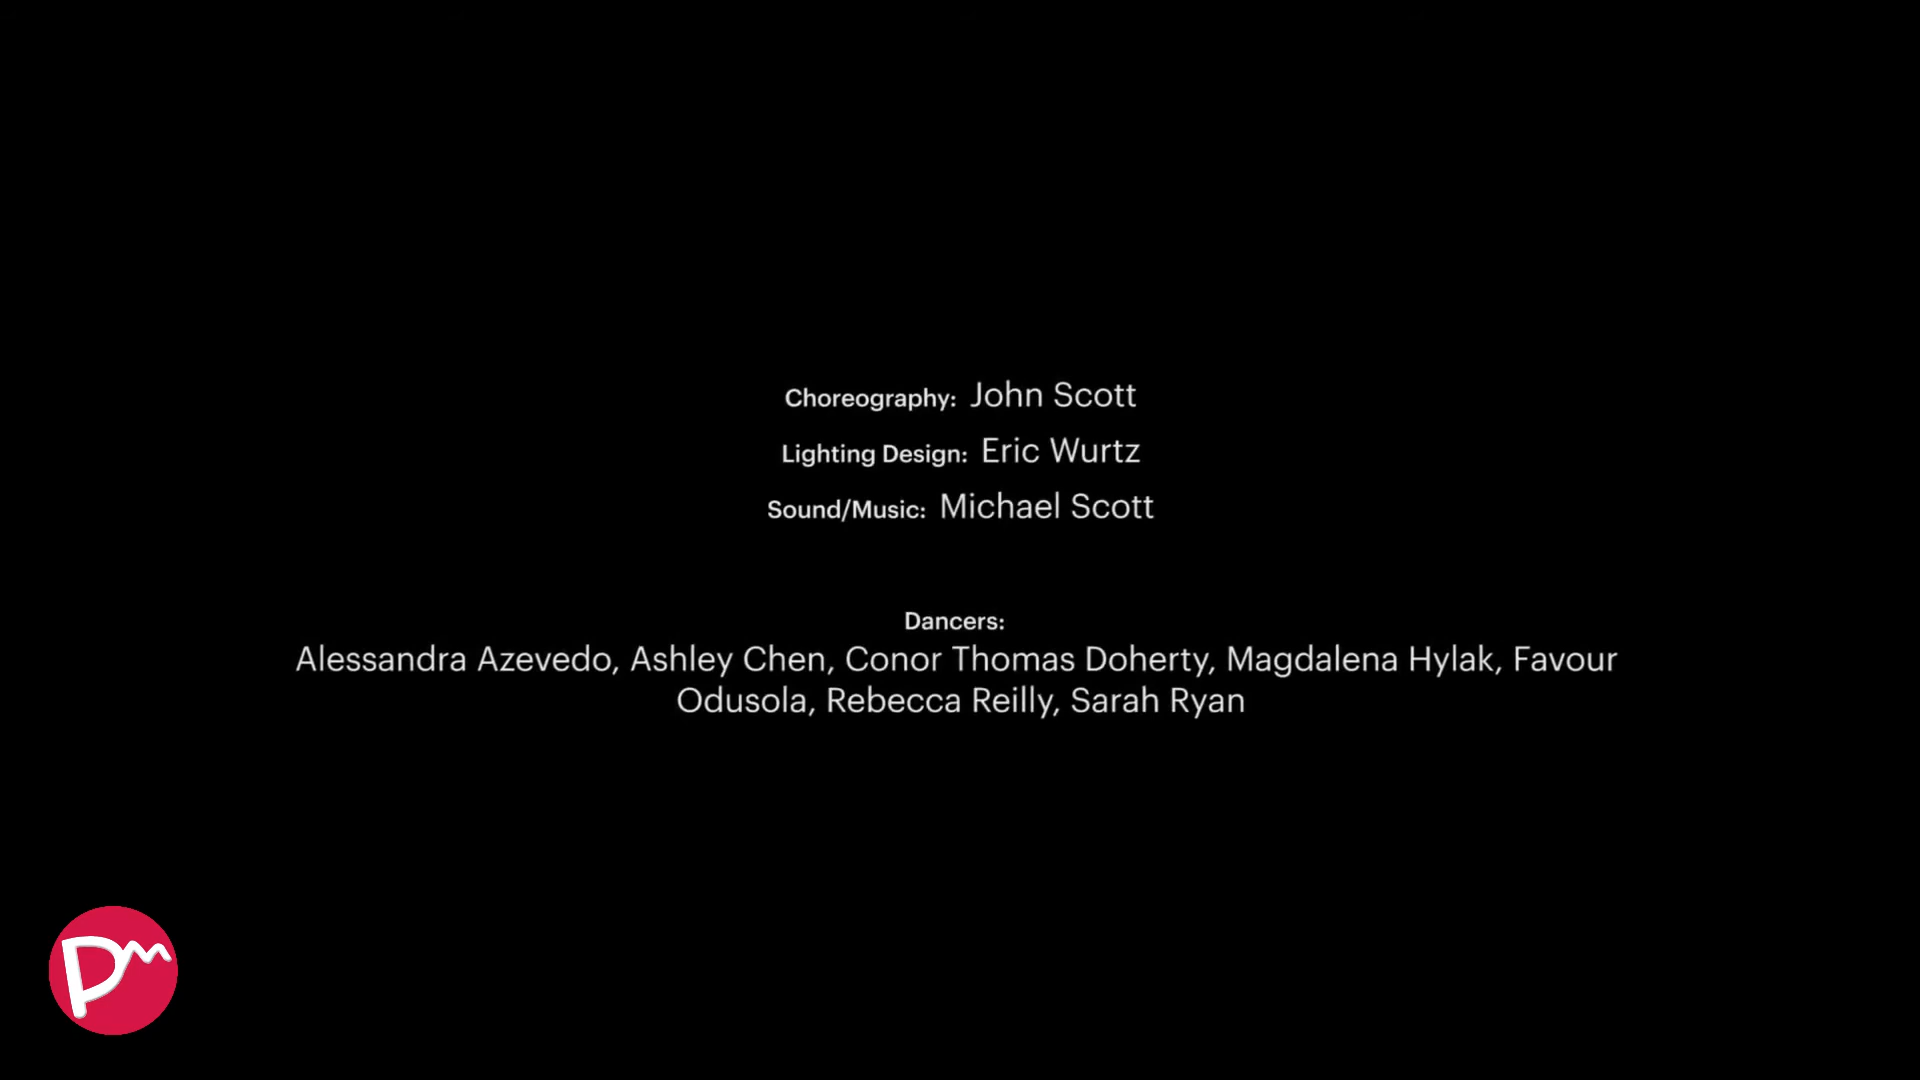 Choreography: John Scott
Lighting Design: Eric Wurtz
Sound/Music: Michael Scott
Dancers:
Alessandra Azevedo, Ashley Chen, Conor Thomas Doherty, Magdalena Hylak, Favour
Odusola, Rebecca Reilly, Sarah Ryan
Pm